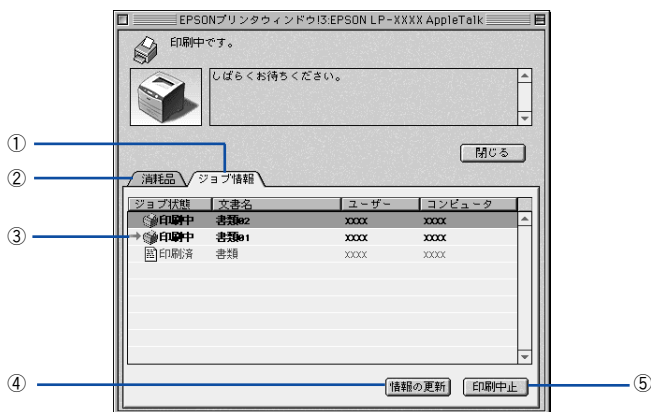 EPSONプリンタウィンドウ!3:EPSON LP-XXXX AppleTalk
印刷中です。
しばらくお待ちください。
① 閉じる
② 消耗品 ジョブ情報
ジョブ状態 文書名 ユーザー コンピュータ
印刷中 書類02 xxxx xxxx
③ 印刷中 書類01 xxxx xxxx
印刷済 書類 xxxx xxxx
④ 情報の更新 印刷中止 ⑤